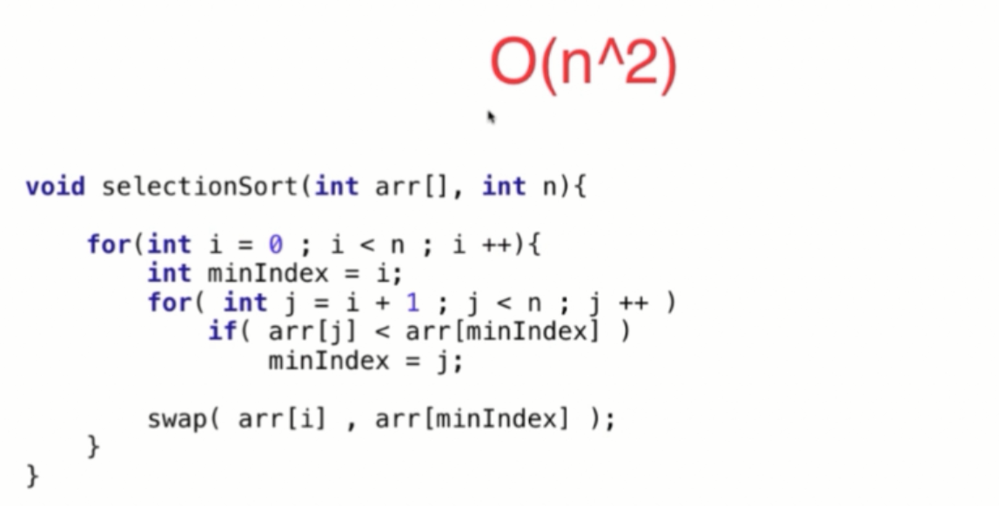 O(n^2)
void selectionSort(int arr[], int n){
for(int i = 0 ; i < n ; i ++){
int minIndex = i;
for( int j = i + 1 ; j < n ; j ++ )
if( arr[j] < arr[minIndex] )
minIndex = j;
swap( arr[i] , arr[minIndex] );
}
}